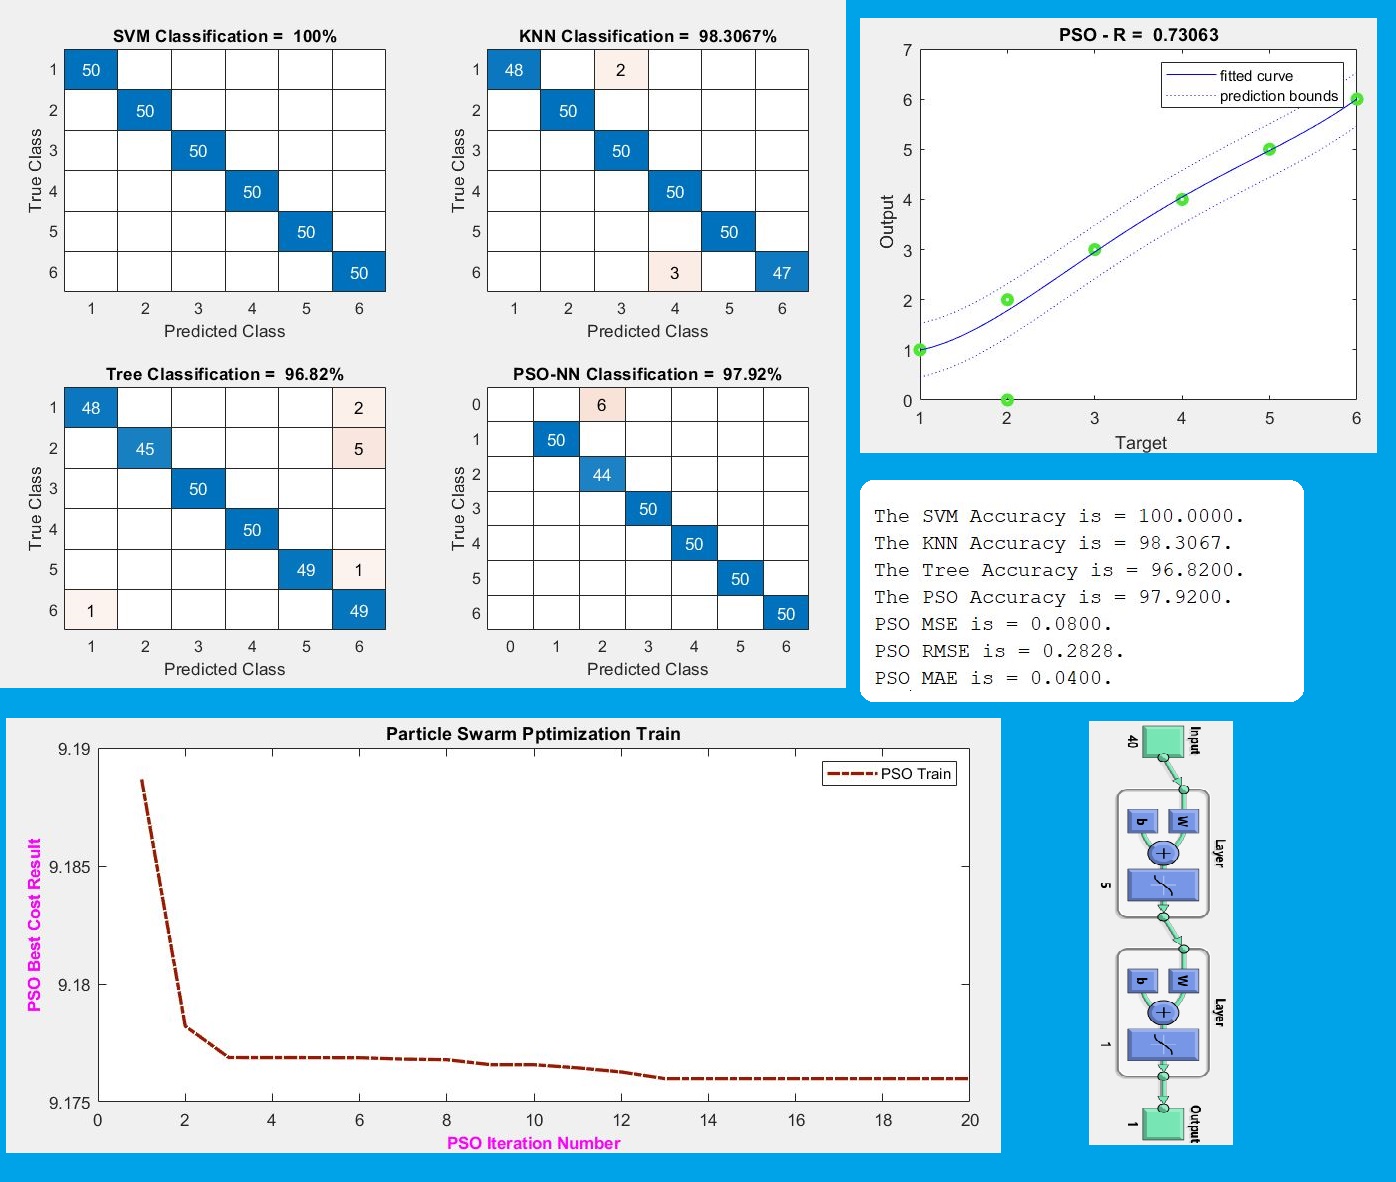 SVM Classification = 100%
True Class
1 50
2 50
3 50
4 50
5 50
6 50
1 2 3 4 5 6
Predicted Class
KNN Classification = 98.3067%
True Class
1 48 2
2 50
3 50
4 50
5 50
6 3 47
1 2 3 4 5 6
Predicted Class
PSO - R = 0.73063
fitted curve
prediction bounds
Output
7
6
5
4
3
2
1
0
1 2 3 4 5 6
Target
Tree Classification = 96.82%
True Class
1 48 2
2 45 5
3 50
4 50
5 49 1
6 1 49
1 2 3 4 5 6
Predicted Class
PSO-NN Classification = 97.92%
True Class
0 6
1 50
2 44
3 50
4 50
5 50
6 50
0 1 2 3 4 5 6
Predicted Class
The SVM Accuracy is = 100.0000.
The KNN Accuracy is = 98.3067.
The Tree Accuracy is = 96.8200.
The PSO Accuracy is = 97.9200.
PSO MSE is = 0.0800.
PSO RMSE is = 0.2828.
PSO MAE is = 0.0400.
Particle Swarm Pptimization Train
PSO Train
PSO Best Cost Result
9.19
9.185
9.18
9.175
0 2 4 6 8 10 12 14 16 18 20
PSO Iteration Number
Input
40
Layer
W
b
+
5
Layer
W
b
+
1
Output
1